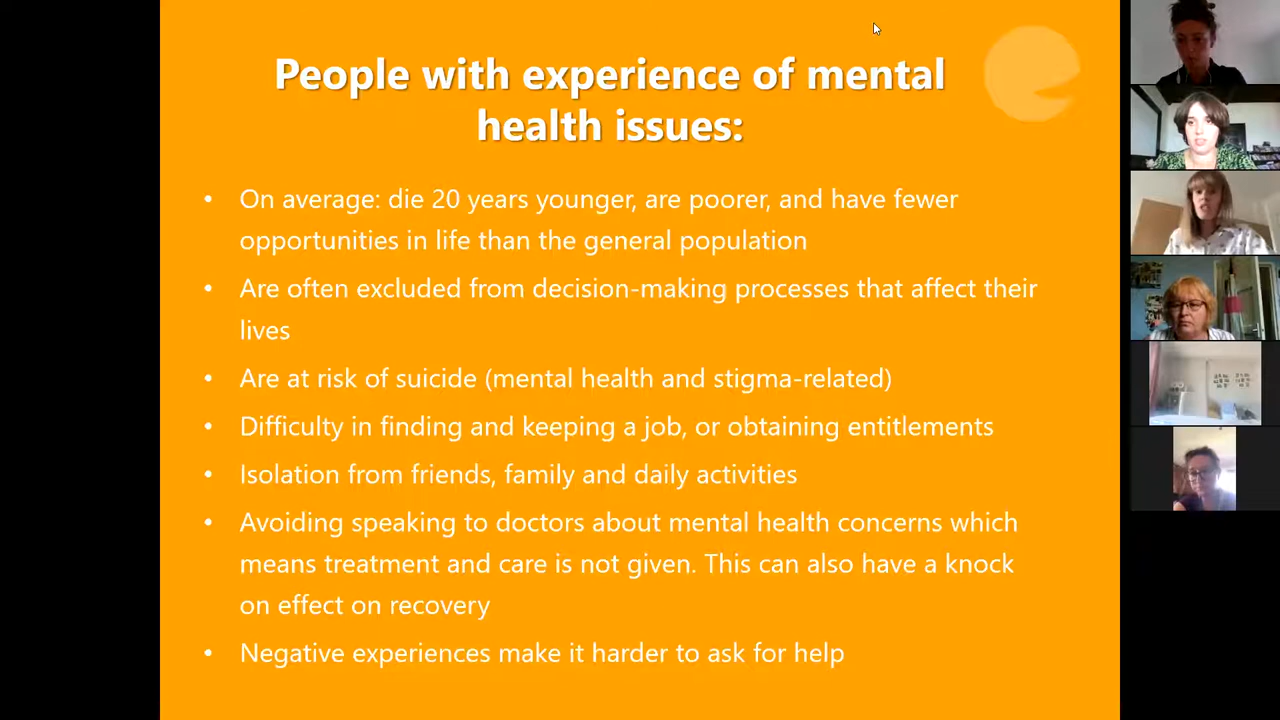 People with experience of mental
health issues:
• On average: die 20 years younger, are poorer, and have fewer
opportunities in life than the general population
• Are often excluded from decision-making processes that affect their
lives
• Are at risk of suicide (mental health and stigma-related)
• Difficulty in finding and keeping a job, or obtaining entitlements
• Isolation from friends, family and daily activities
• Avoiding speaking to doctors about mental health concerns which
means treatment and care is not given. This can also have a knock
on effect on recovery
• Negative experiences make it harder to ask for help